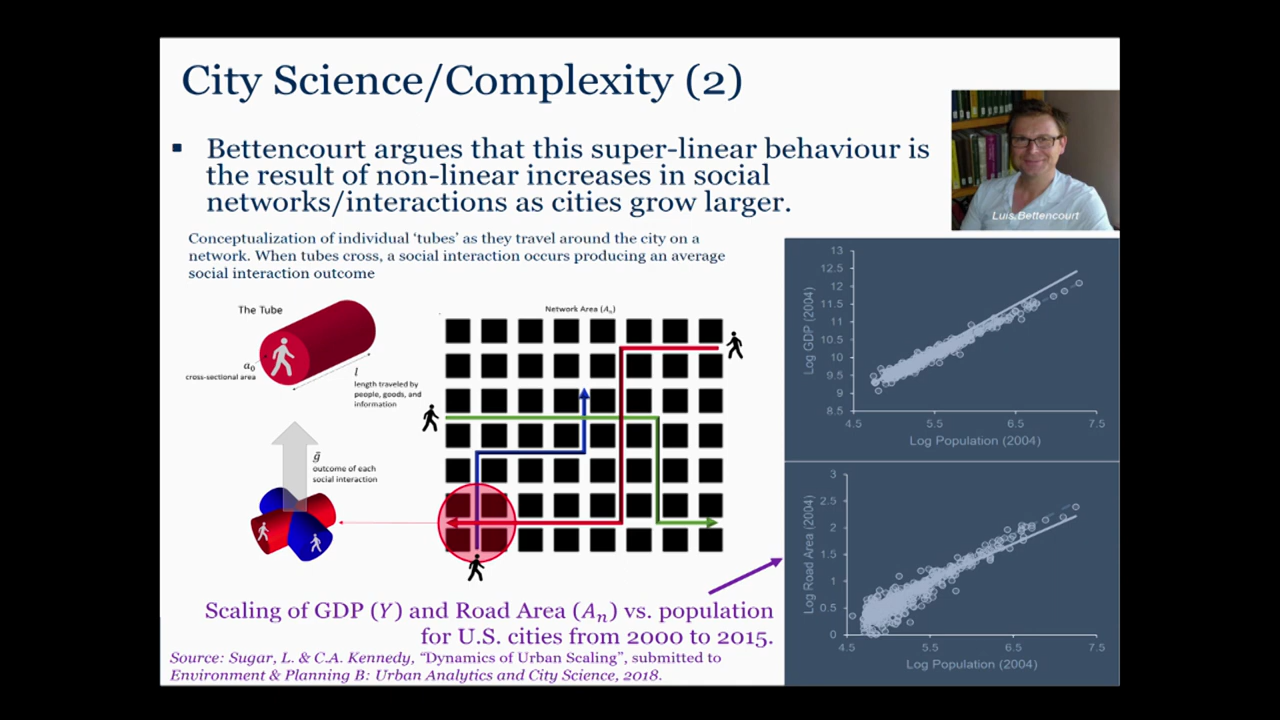 City Science/Complexity (2)
▪ Bettencourt argues that this super-linear behaviour is
the result of non-linear increases in social
networks/interactions as cities grow larger.
Luis Bettencourt
Conceptualization of individual ‘tubes’ as they travel around the city on a
network. When tubes cross, a social interaction occurs producing an average
social interaction outcome
The Tube
a₀
cross-sectional area
l
length traveled by
people, goods, and
information
ḡ
outcome of each
social interaction
Network Area (Aₙ)
Log GDP (2004)
13
12.5
12
11.5
11
10.5
10
9.5
9
8.5
4.5 5.5 6.5 7.5
Log Population (2004)
Log Road Area (2004)
3
2.5
2
1.5
1
0.5
0
4.5 5.5 6.5 7.5
Log Population (2004)
Scaling of GDP (Y) and Road Area (Aₙ) vs. population
for U.S. cities from 2000 to 2015.
Source: Sugar, L. & C.A. Kennedy, “Dynamics of Urban Scaling”, submitted to
Environment & Planning B: Urban Analytics and City Science, 2018.